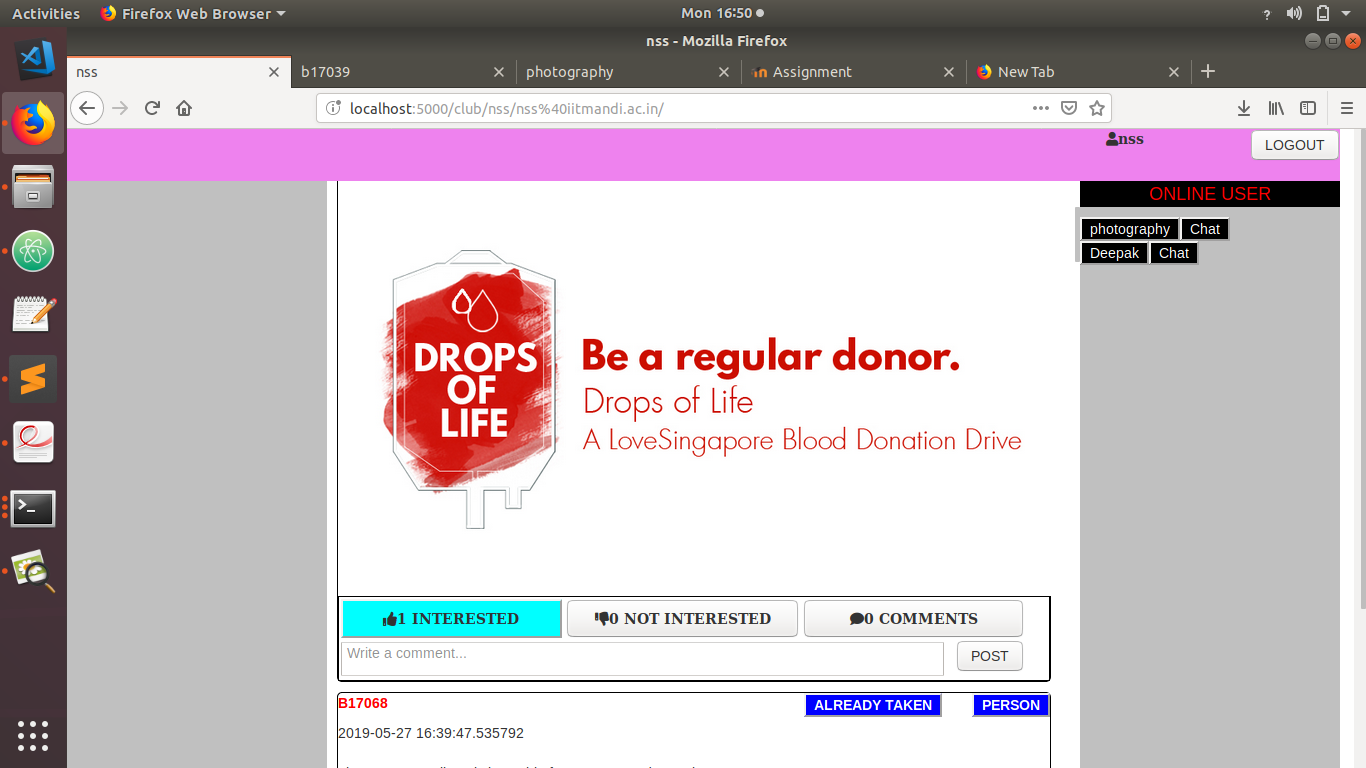 Activities Firefox Web Browser Mon 16:50
nss - Mozilla Firefox
nss b17039 photography Assignment New Tab
localhost:5000/club/nss/nss%40iitmandi.ac.in/
nss LOGOUT
ONLINE USER
photography Chat
Deepak Chat
DROPS
OF
LIFE
Be a regular donor.
Drops of Life
A LoveSingapore Blood Donation Drive
1 INTERESTED 0 NOT INTERESTED 0 COMMENTS
Write a comment... POST
B17068 ALREADY TAKEN PERSON
2019-05-27 16:39:47.535792